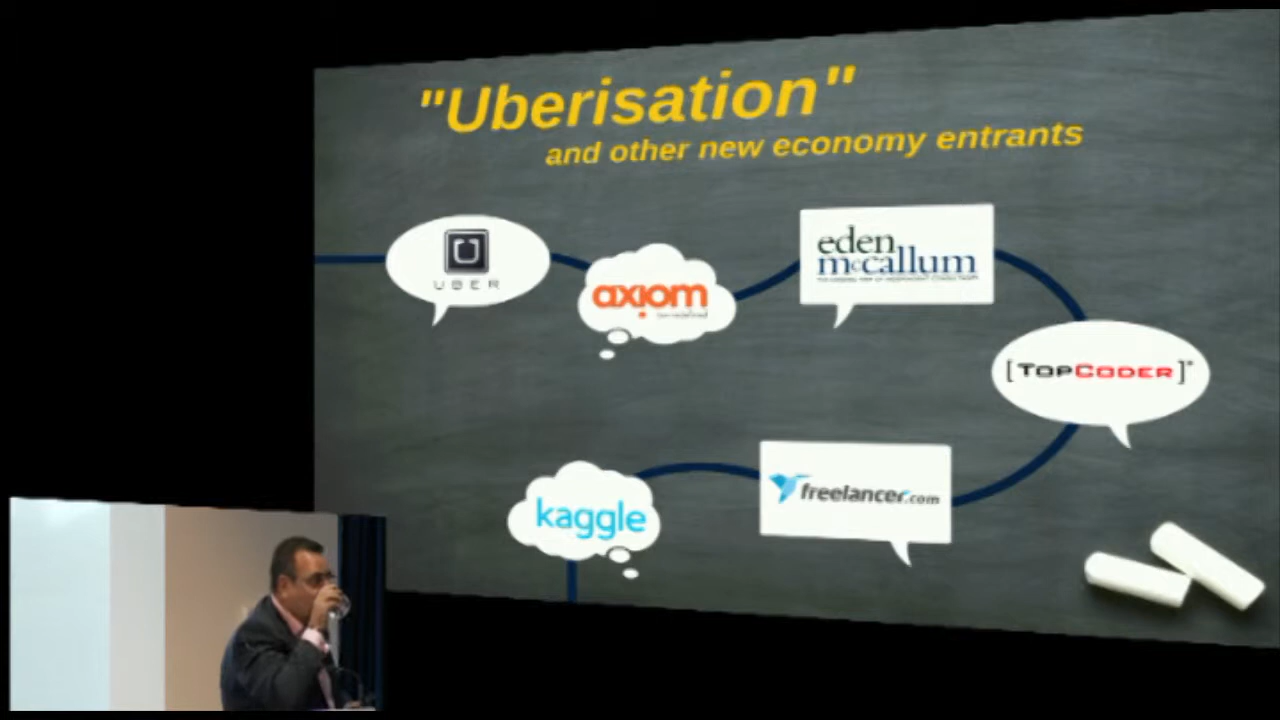 "Uberisation"
and other new economy entrants
UBER
axiom
eden
mccallum
[TOPCODER]
freelancer.com
kaggle